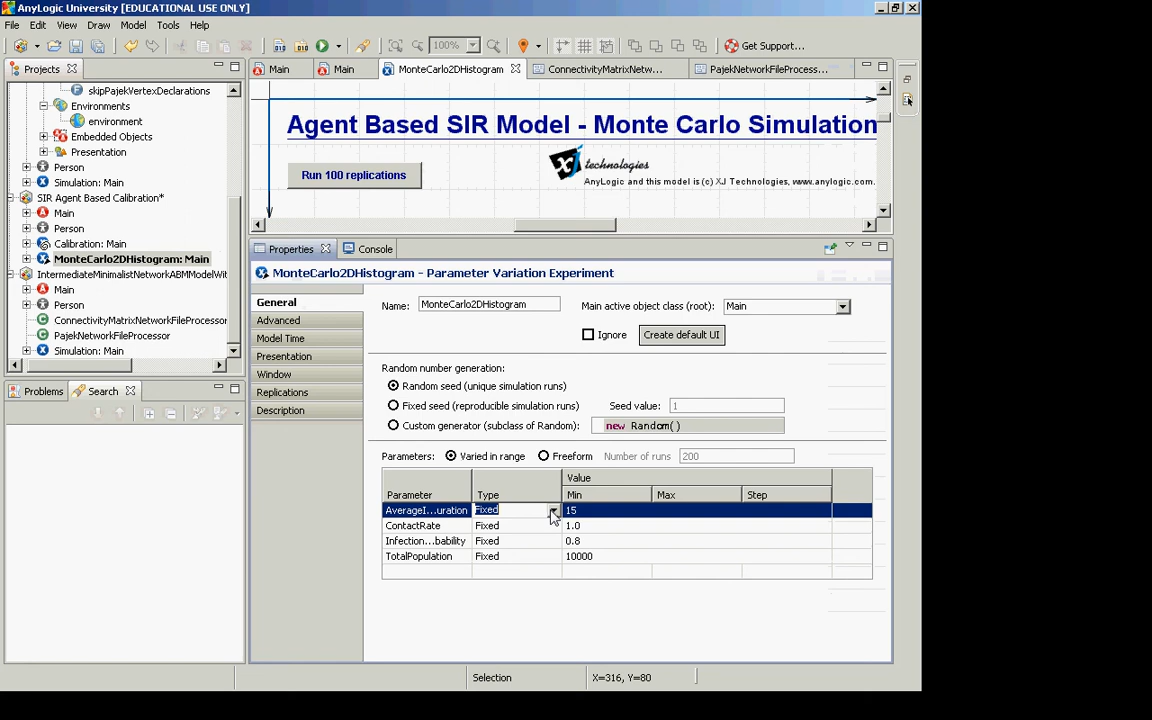 AnyLogic University [EDUCATIONAL USE ONLY]
File Edit View Draw Model Tools Help
100% Get Support...
Projects
Main Main MonteCarlo2DHistogram ConnectivityMatrixNetw... PajekNetworkFileProcess...
skipPajekVertexDeclarations
Environments
environment
Embedded Objects
Presentation
Person
Simulation: Main
SIR Agent Based Calibration*
Main
Person
Calibration: Main
MonteCarlo2DHistogram: Main
IntermediateMinimalistNetworkABMModelWit
Main
Person
ConnectivityMatrixNetworkFileProcessor
PajekNetworkFileProcessor
Simulation: Main
Problems Search
Agent Based SIR Model - Monte Carlo Simulation
Run 100 replications
XJ technologies
AnyLogic and this model is (c) XJ Technologies, www.anylogic.com.
Properties Console
MonteCarlo2DHistogram - Parameter Variation Experiment
General
Advanced
Model Time
Presentation
Window
Replications
Description
Name: MonteCarlo2DHistogram Main active object class (root): Main
Ignore Create default UI
Random number generation:
Random seed (unique simulation runs)
Fixed seed (reproducible simulation runs) Seed value: 1
Custom generator (subclass of Random): new Random()
Parameters: Varied in range Freeform Number of runs 200
Value
Parameter Type Min Max Step
AverageI...uration Fixed 15
ContactRate Fixed 1.0
Infection...bability Fixed 0.8
TotalPopulation Fixed 10000
Selection X=316, Y=80